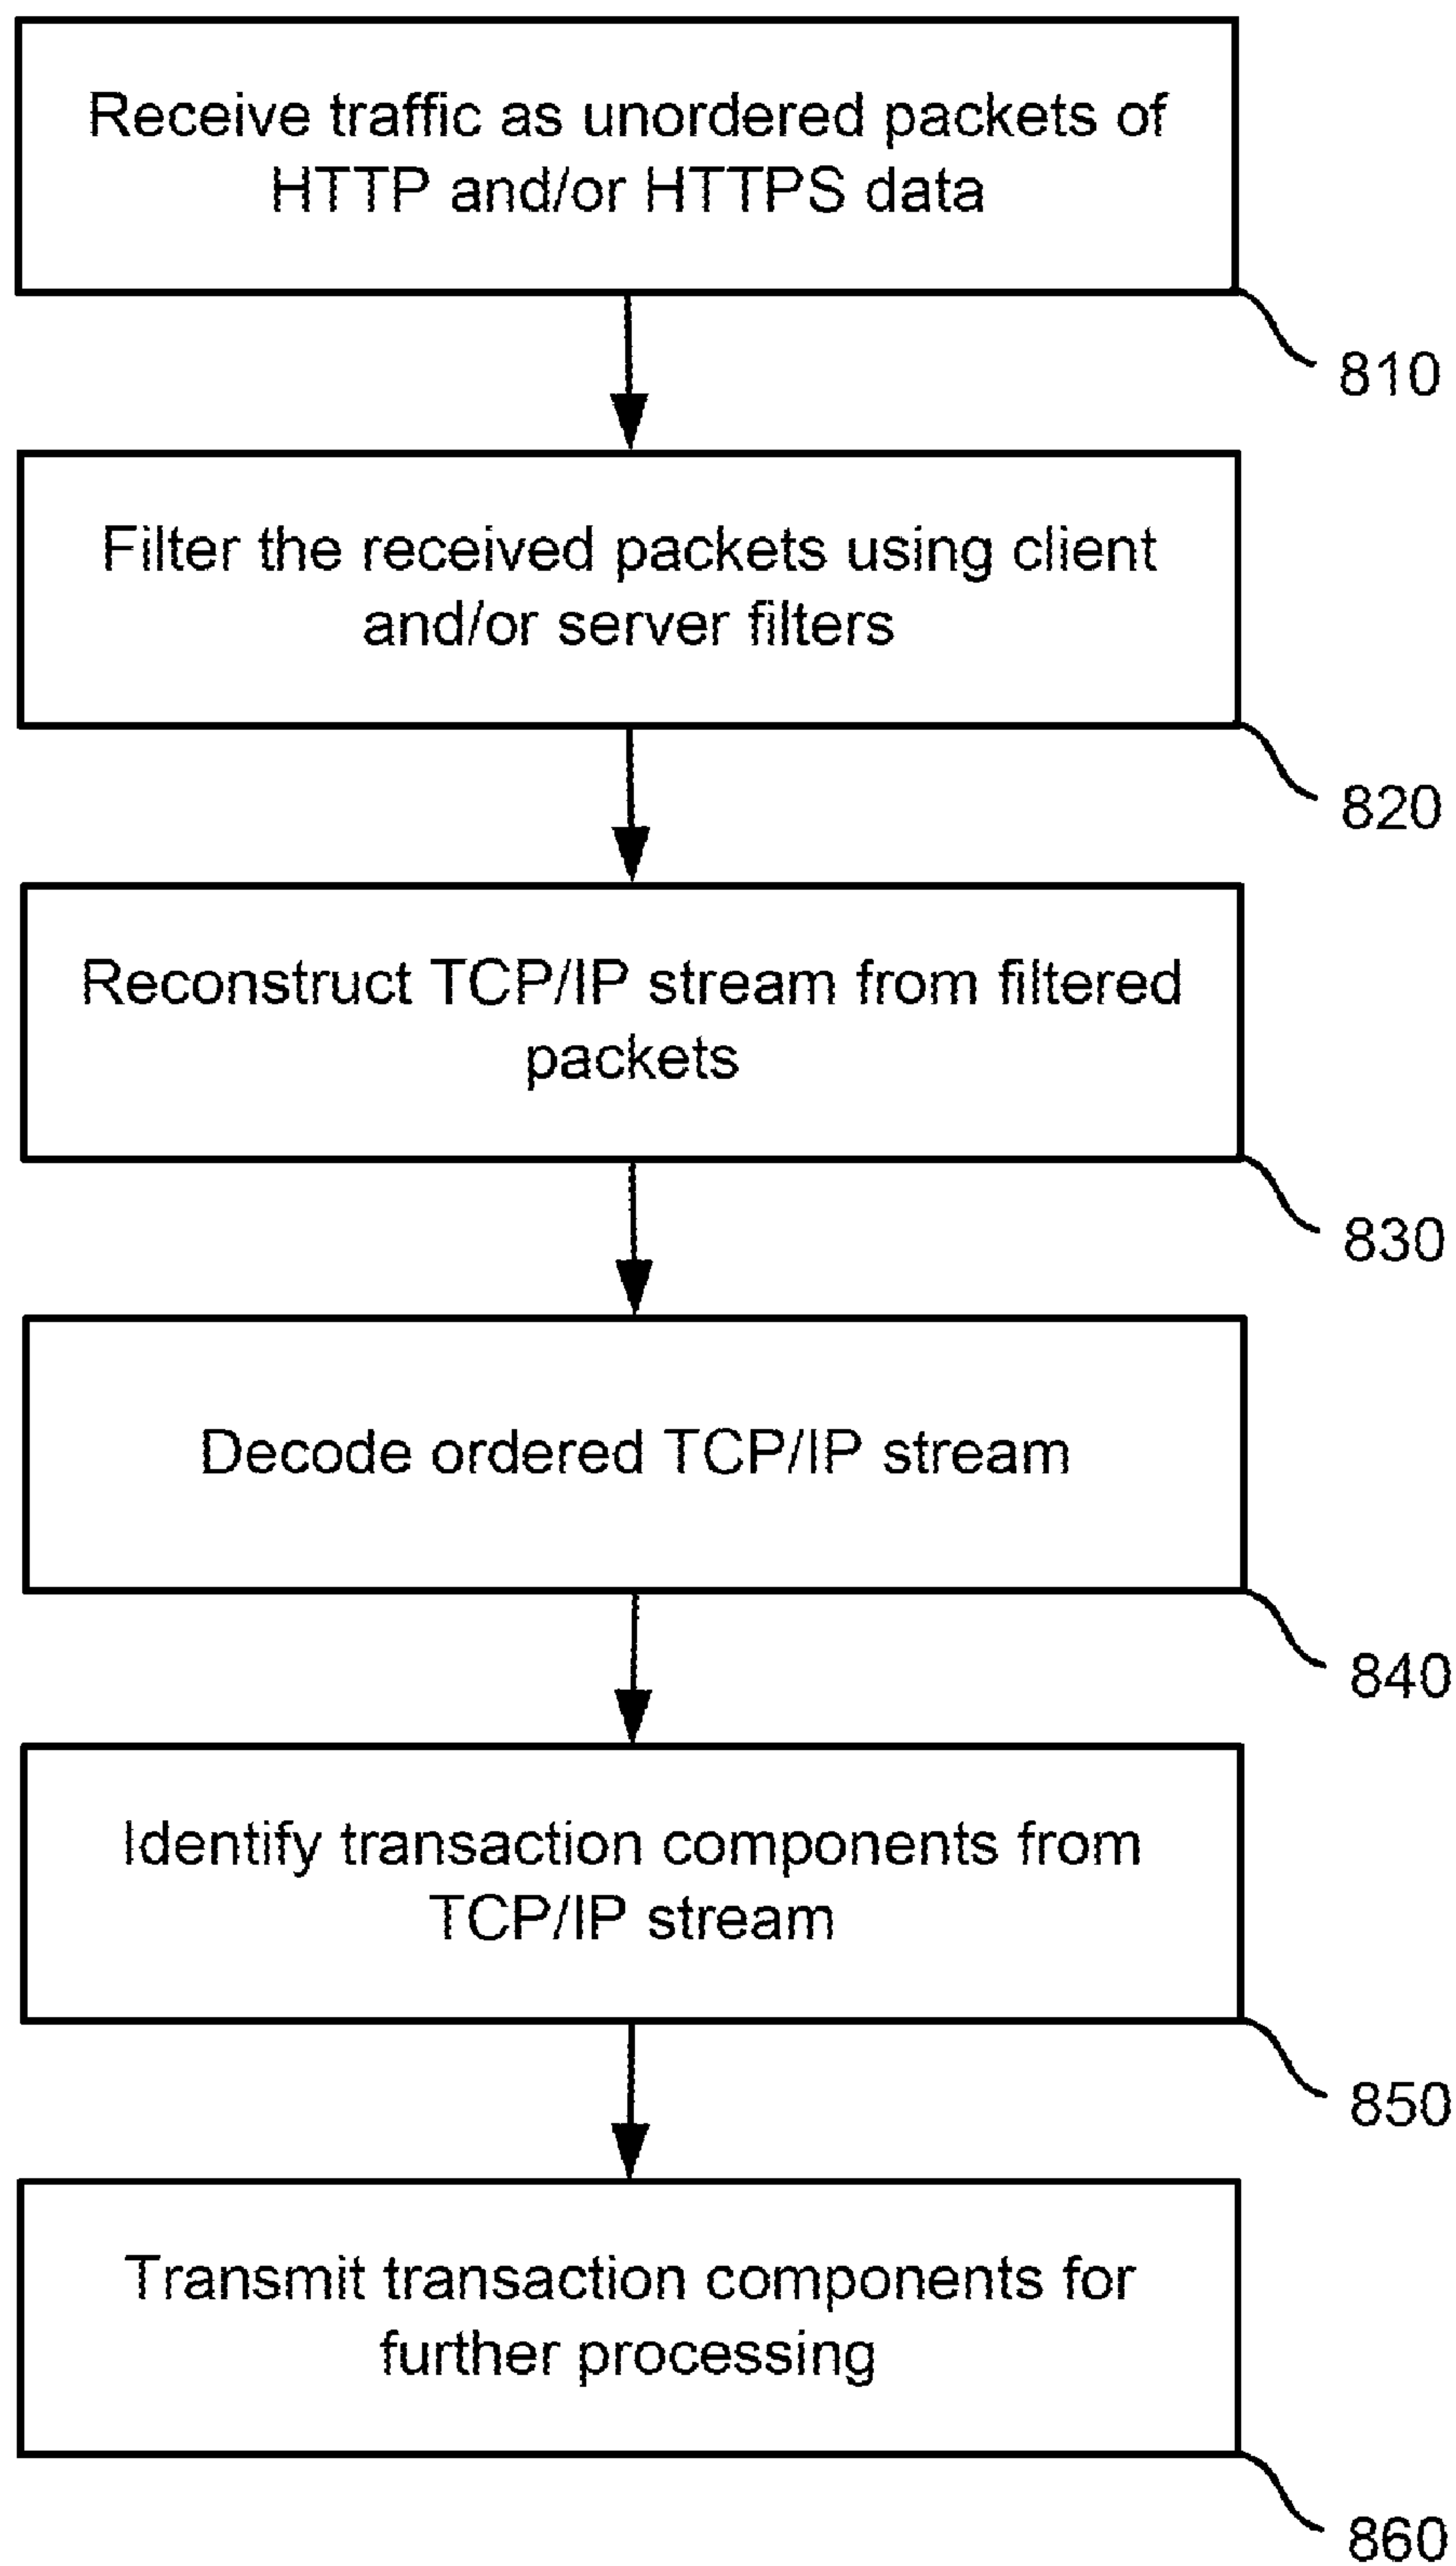 Receive traffic as unordered packets of
HTTP and/or HTTPS data
810
Filter the received packets using client
and/or server filters
820
Reconstruct TCP/IP stream from filtered
packets
830
Decode ordered TCP/IP stream
840
Identify transaction components from
TCP/IP stream
850
Transmit transaction components for
further processing
860